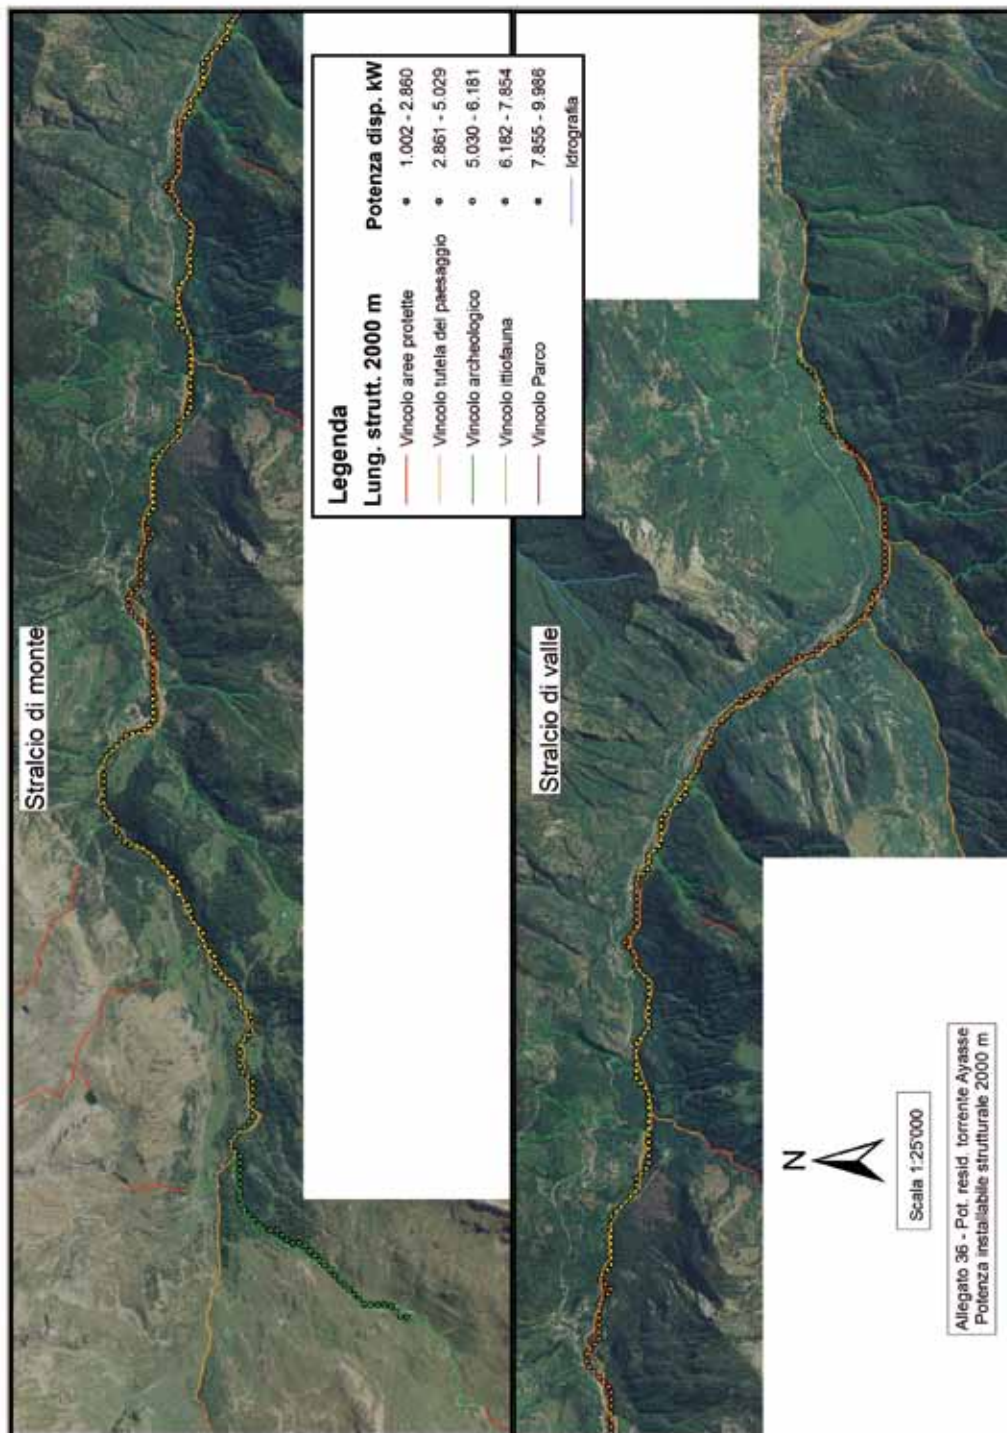 Stralcio di monte
Legenda
Lung. strutt. 2000 m
Potenza disp. kW
Vincolo aree protette
1.002 - 2.860
Vincolo tutela del paesaggio
2.861 - 5.029
Vincolo archeologico
5.030 - 6.181
Vincolo ittiofauna
6.182 - 7.854
Vincolo Parco
7.855 - 9.986
Idrografia
Stralcio di valle
N
Scala 1:25'000
Allegato 36 - Pot. resid. torrente Ayasse
Potenza installabile strutturale 2000 m